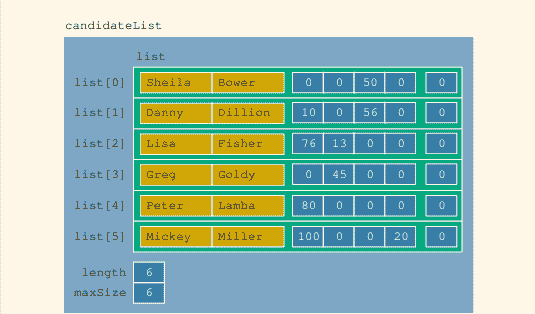 candidateList
list
list[0] Sheila Bower 0 0 50 0 0
list[1] Danny Dillion 10 0 56 0 0
list[2] Lisa Fisher 76 13 0 0 0
list[3] Greg Goldy 0 45 0 0 0
list[4] Peter Lamba 80 0 0 0 0
list[5] Mickey Miller 100 0 0 20 0
length 6
maxSize 6